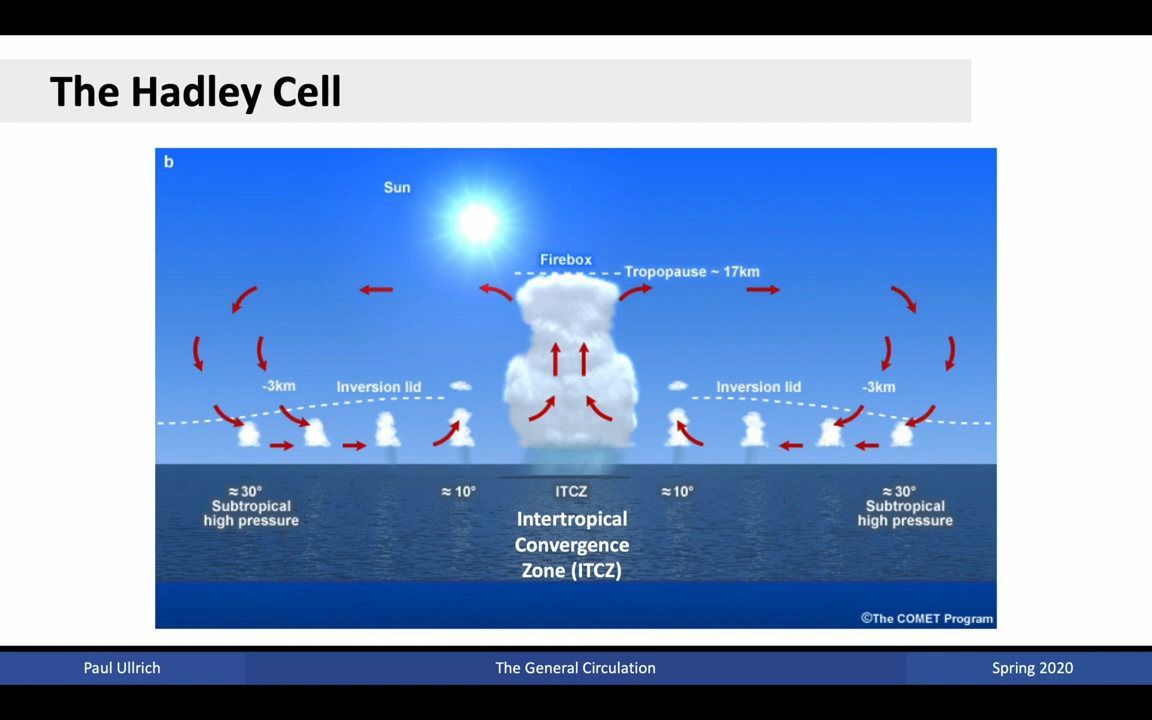 The Hadley Cell
b
Sun
Firebox
Tropopause ~ 17km
-3km
Inversion lid
Inversion lid
-3km
≈ 30°
Subtropical
high pressure
≈ 10°
ITCZ
≈10°
≈ 30°
Subtropical
high pressure
Intertropical
Convergence
Zone (ITCZ)
©The COMET Program
Paul Ullrich
The General Circulation
Spring 2020